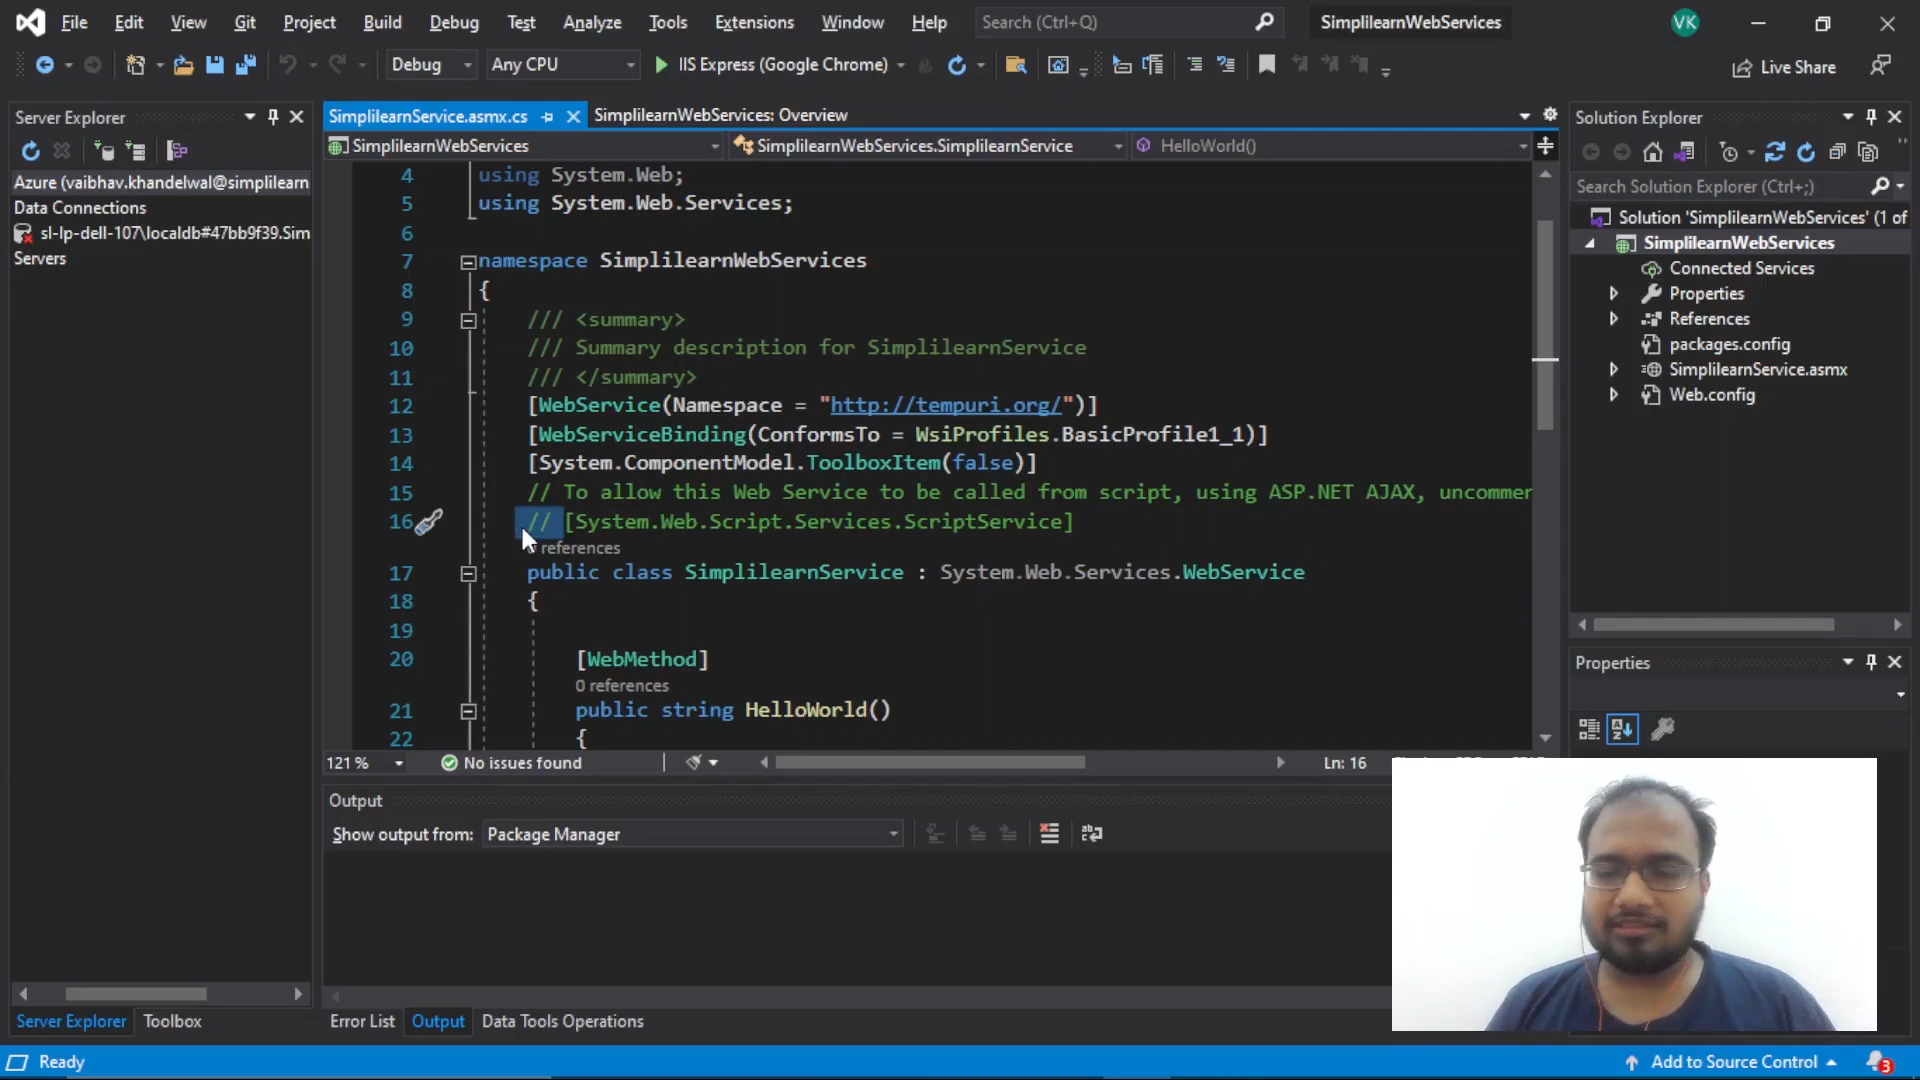 File Edit View Git Project Build Debug Test Analyze Tools Extensions Window Help Search (Ctrl+Q) SimplilearnWebServices VK
Debug Any CPU IIS Express (Google Chrome) Live Share
Server Explorer
Azure (vaibhav.khandelwal@simplilearn
Data Connections
sl-lp-dell-107\localdb#47bb9f39.Sim
Servers
SimplilearnService.asmx.cs SimplilearnWebServices: Overview
SimplilearnWebServices SimplilearnWebServices.SimplilearnService HelloWorld()
4 using System.Web;
5 using System.Web.Services;
6
7 namespace SimplilearnWebServices
8 {
9 /// <summary>
10 /// Summary description for SimplilearnService
11 /// </summary>
12 [WebService(Namespace = "http://tempuri.org/")]
13 [WebServiceBinding(ConformsTo = WsiProfiles.BasicProfile1_1)]
14 [System.ComponentModel.ToolboxItem(false)]
15 // To allow this Web Service to be called from script, using ASP.NET AJAX, uncommen
16 // [System.Web.Script.Services.ScriptService]
references
17 public class SimplilearnService : System.Web.Services.WebService
18 {
19
20 [WebMethod]
0 references
21 public string HelloWorld()
22 {
121 % No issues found Ln: 16
Output
Show output from: Package Manager
Error List Output Data Tools Operations
Server Explorer Toolbox
Solution Explorer
Search Solution Explorer (Ctrl+;)
Solution 'SimplilearnWebServices' (1 of
SimplilearnWebServices
Connected Services
Properties
References
packages.config
SimplilearnService.asmx
Web.config
Properties
Ready Add to Source Control 3